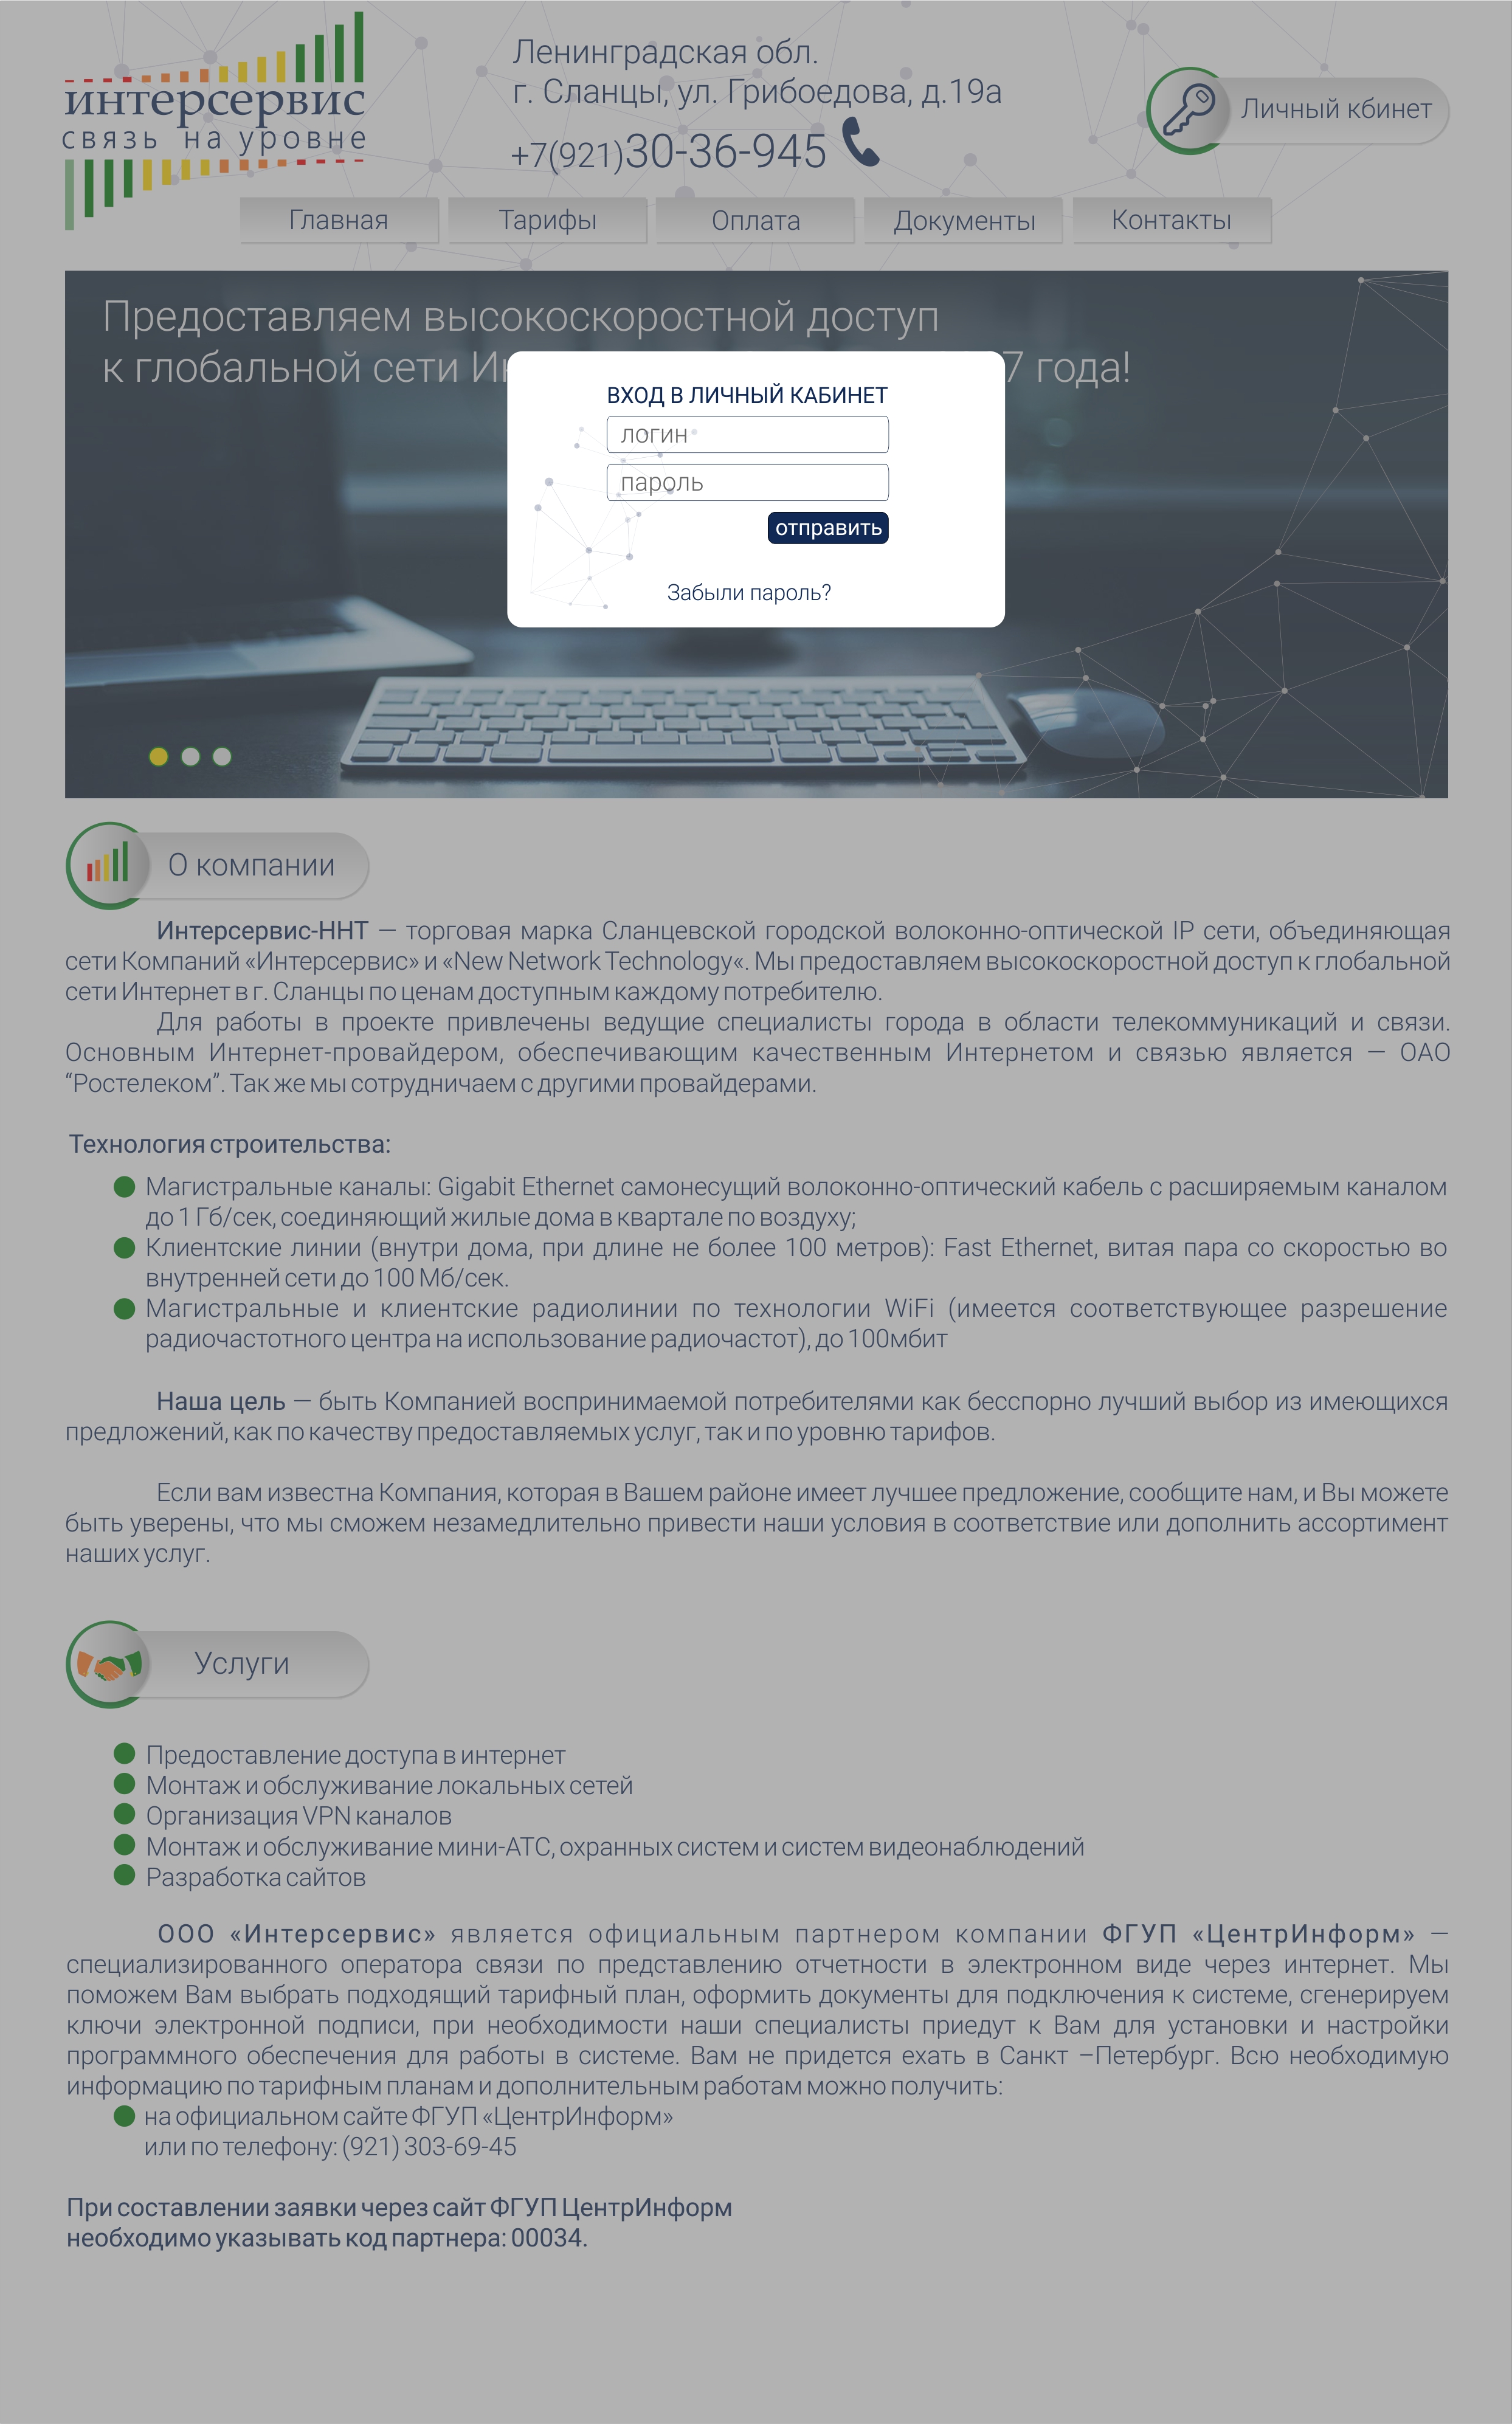 интерсервис
связь на уровне
Ленинградская обл.
г. Сланцы, ул. Грибоедова, д.19а
+7(921)30-36-945
Личный кбинет
Главная Тарифы Оплата Документы Контакты
Предоставляем высокоскоростной доступ
к глобальной сети 7 года!
ВХОД В ЛИЧНЫЙ КАБИНЕТ
логин
пароль
отправить
Забыли пароль?
О компании
Интерсервис-ННТ — торговая марка Сланцевской городской волоконно-оптической IP сети, объединяющая
сети Компаний «Интерсервис» и «New Network Technology«. Мы предоставляем высокоскоростной доступ к глобальной
сети Интернет в г. Сланцы по ценам доступным каждому потребителю.
Для работы в проекте привлечены ведущие специалисты города в области телекоммуникаций и связи.
Основным Интернет-провайдером, обеспечивающим качественным Интернетом и связью является — ОАО
“Ростелеком”. Так же мы сотрудничаем с другими провайдерами.
Технология строительства:
Магистральные каналы: Gigabit Ethernet самонесущий волоконно-оптический кабель с расширяемым каналом
до 1 Гб/сек, соединяющий жилые дома в квартале по воздуху;
Клиентские линии (внутри дома, при длине не более 100 метров): Fast Ethernet, витая пара со скоростью во
внутренней сети до 100 Мб/сек.
Магистральные и клиентские радиолинии по технологии WiFi (имеется соответствующее разрешение
радиочастотного центра на использование радиочастот), до 100мбит
Наша цель — быть Компанией воспринимаемой потребителями как бесспорно лучший выбор из имеющихся
предложений, как по качеству предоставляемых услуг, так и по уровню тарифов.
Если вам известна Компания, которая в Вашем районе имеет лучшее предложение, сообщите нам, и Вы можете
быть уверены, что мы сможем незамедлительно привести наши условия в соответствие или дополнить ассортимент
наших услуг.
Услуги
Предоставление доступа в интернет
Монтаж и обслуживание локальных сетей
Организация VPN каналов
Монтаж и обслуживание мини-АТС, охранных систем и систем видеонаблюдений
Разработка сайтов
ООО «Интерсервис» является официальным партнером компании ФГУП «ЦентрИнформ» —
специализированного оператора связи по представлению отчетности в электронном виде через интернет. Мы
поможем Вам выбрать подходящий тарифный план, оформить документы для подключения к системе, сгенерируем
ключи электронной подписи, при необходимости наши специалисты приедут к Вам для установки и настройки
программного обеспечения для работы в системе. Вам не придется ехать в Санкт –Петербург. Всю необходимую
информацию по тарифным планам и дополнительным работам можно получить:
на официальном сайте ФГУП «ЦентрИнформ»
или по телефону: (921) 303-69-45
При составлении заявки через сайт ФГУП ЦентрИнформ
необходимо указывать код партнера: 00034.